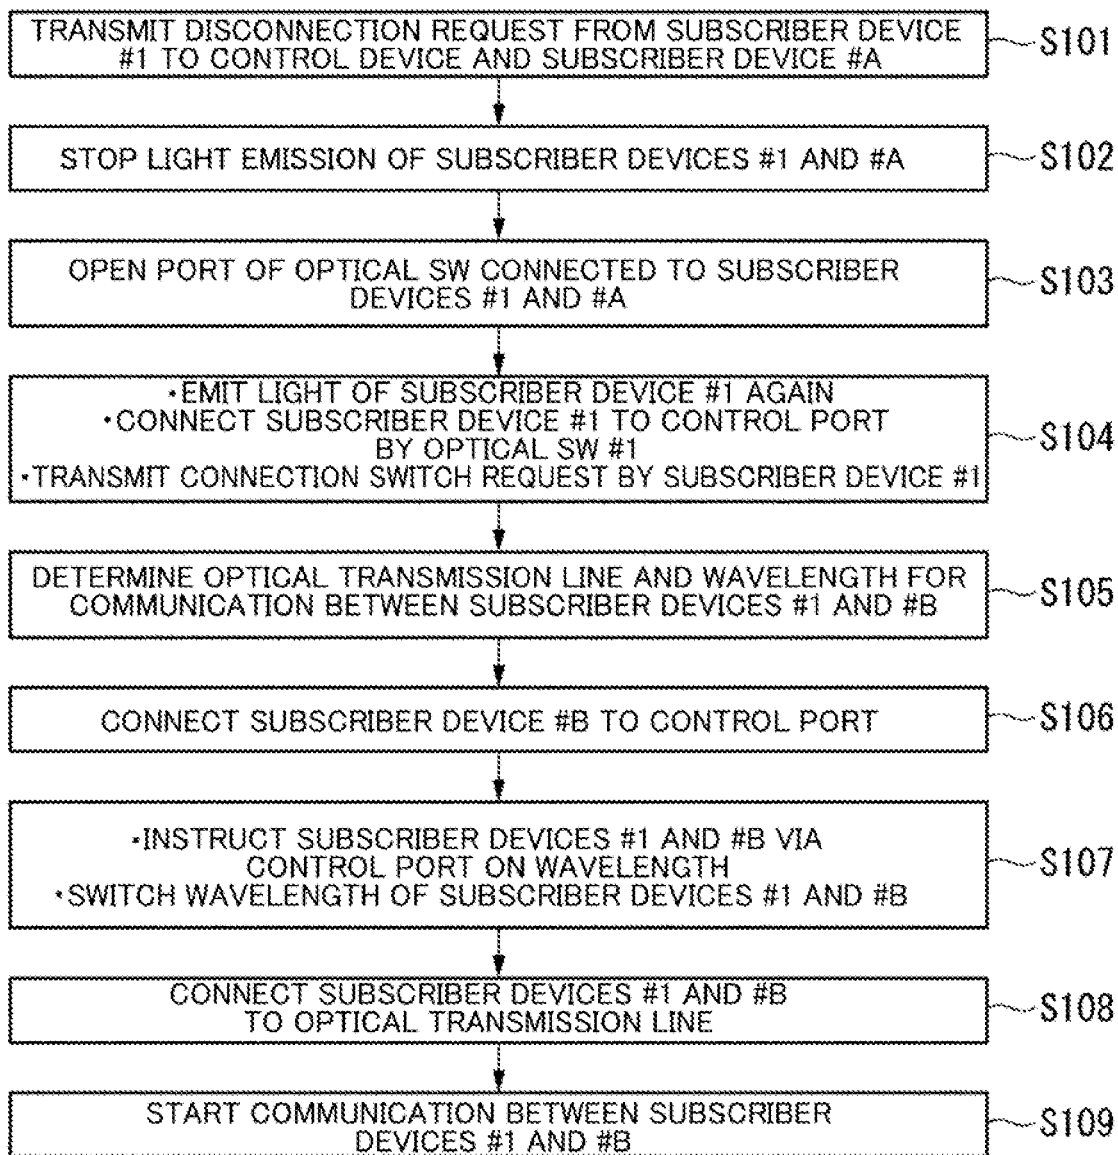 TRANSMIT DISCONNECTION REQUEST FROM SUBSCRIBER DEVICE
#1 TO CONTROL DEVICE AND SUBSCRIBER DEVICE #A
S101
STOP LIGHT EMISSION OF SUBSCRIBER DEVICES #1 AND #A
S102
OPEN PORT OF OPTICAL SW CONNECTED TO SUBSCRIBER
DEVICES #1 AND #A
S103
•EMIT LIGHT OF SUBSCRIBER DEVICE #1 AGAIN
•CONNECT SUBSCRIBER DEVICE #1 TO CONTROL PORT
BY OPTICAL SW #1
•TRANSMIT CONNECTION SWITCH REQUEST BY SUBSCRIBER DEVICE #1
S104
DETERMINE OPTICAL TRANSMISSION LINE AND WAVELENGTH FOR
COMMUNICATION BETWEEN SUBSCRIBER DEVICES #1 AND #B
S105
CONNECT SUBSCRIBER DEVICE #B TO CONTROL PORT
S106
•INSTRUCT SUBSCRIBER DEVICES #1 AND #B VIA
CONTROL PORT ON WAVELENGTH
•SWITCH WAVELENGTH OF SUBSCRIBER DEVICES #1 AND #B
S107
CONNECT SUBSCRIBER DEVICES #1 AND #B
TO OPTICAL TRANSMISSION LINE
S108
START COMMUNICATION BETWEEN SUBSCRIBER
DEVICES #1 AND #B
S109